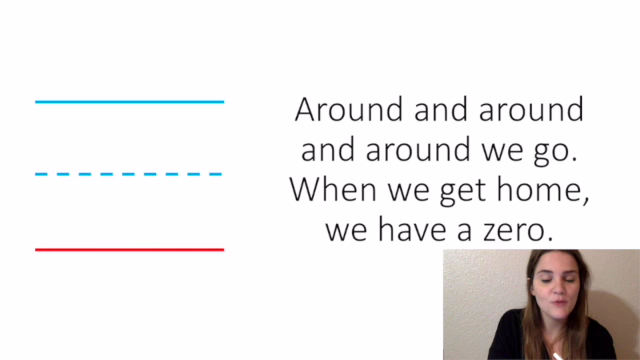 Around and around
and around we go.
When we get home,
we have a zero.